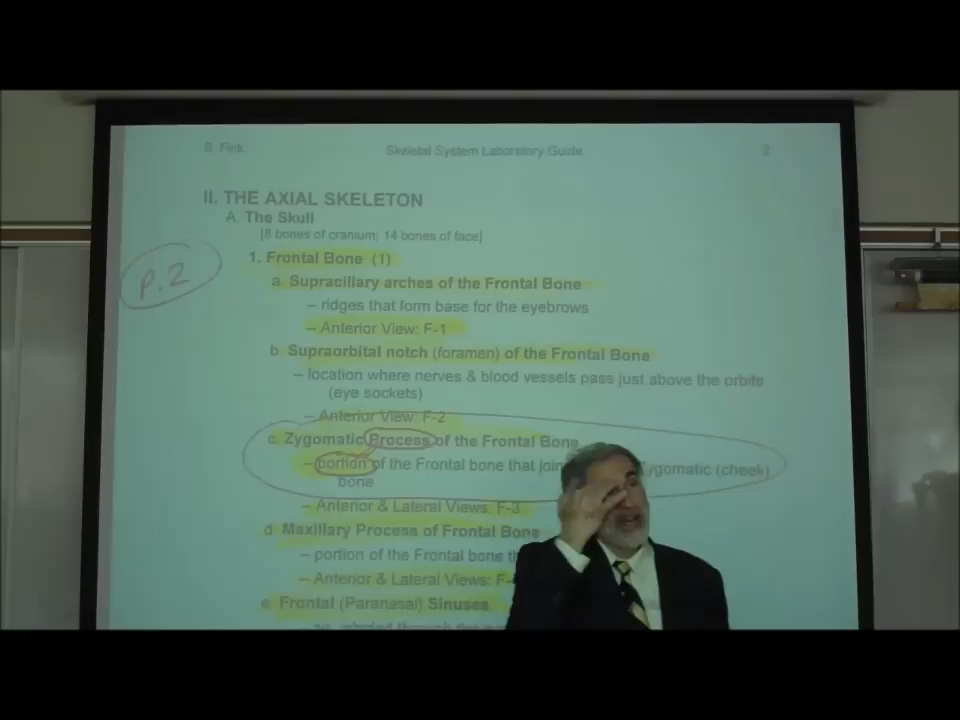 B. Fink Skeletal System Laboratory Guide 2
II. THE AXIAL SKELETON
A. The Skull
[8 bones of cranium; 14 bones of face]
p.2
1. Frontal Bone (1)
a. Supraciliary arches of the Frontal Bone
– ridges that form base for the eyebrows
– Anterior View: F-1
b. Supraorbital notch (foramen) of the Frontal Bone
– location where nerves & blood vessels pass just above the orbits
(eye sockets)
– Anterior View: F-2
c. Zygomatic Process of the Frontal Bone
– portion of the Frontal bone that join Zygomatic (cheek)
bone
– Anterior & Lateral Views: F-3
d. Maxillary Process of Frontal Bone
– portion of the Frontal bone
– Anterior & Lateral Views: F-
e. Frontal (Paranasal) Sinuses